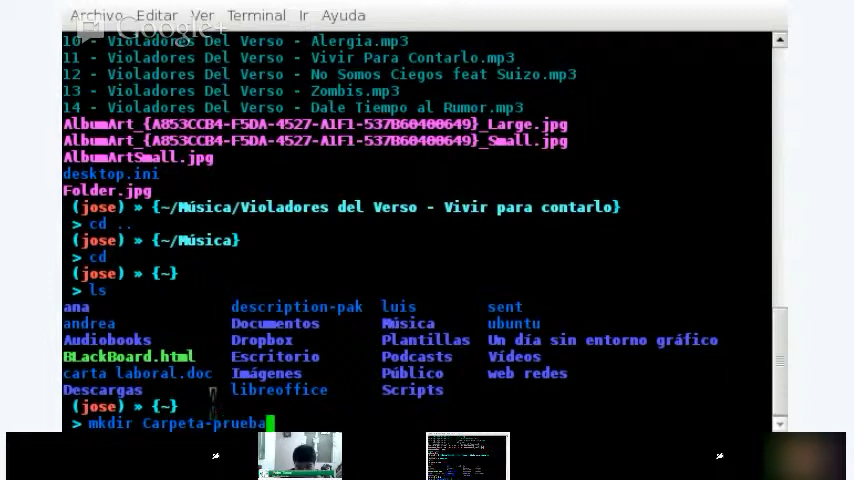 Archivo Editar Ver Terminal Ir Ayuda
Google+
10 - Violadores Del Verso - Alergia.mp3
11 - Violadores Del Verso - Vivir Para Contarlo.mp3
12 - Violadores Del Verso - No Somos Ciegos feat Suizo.mp3
13 - Violadores Del Verso - Zombis.mp3
14 - Violadores Del Verso - Dale Tiempo al Rumor.mp3
AlbumArt_{A853CCB4-F5DA-4527-A1F1-537B60400649}_Large.jpg
AlbumArt_{A853CCB4-F5DA-4527-A1F1-537B60400649}_Small.jpg
AlbumArtSmall.jpg
desktop.ini
Folder.jpg
(jose) » {~/Música/Violadores del Verso - Vivir para contarlo}
> cd ..
(jose) » {~/Música}
> cd
(jose) » {~}
> ls
ana description-pak luis sent
andrea Documentos Música ubuntu
Audiobooks Dropbox Plantillas Un día sin entorno gráfico
BLackBoard.html Escritorio Podcasts Vídeos
carta laboral.doc Imágenes Público web redes
Descargas libreoffice Scripts
(jose) » {~}
> mkdir Carpeta-prueba